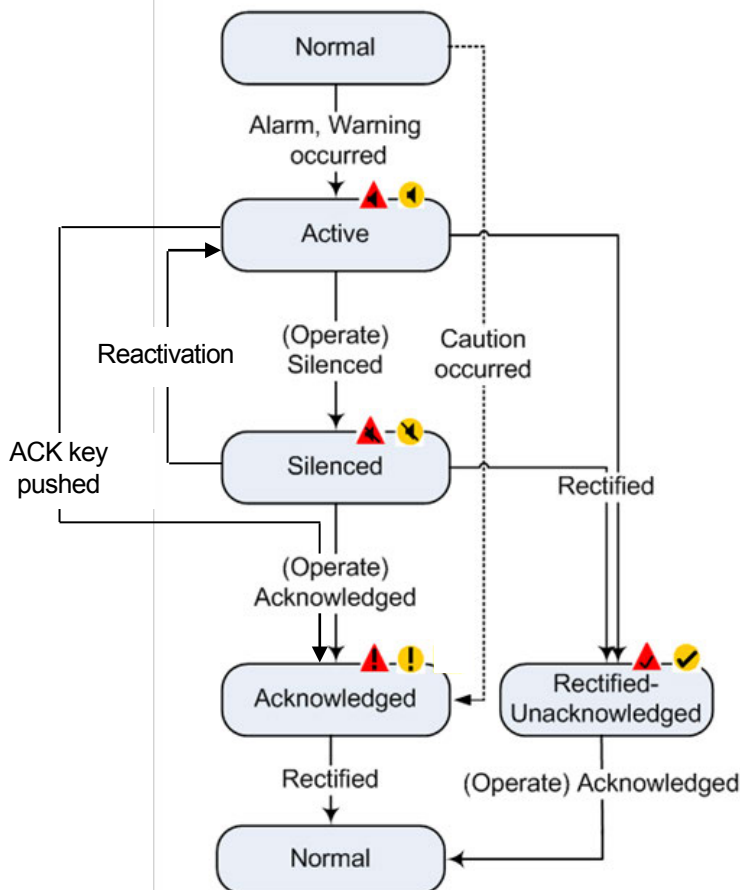 Normal
Alarm, Warning
occurred
Active
(Operate)
Silenced
Caution
occurred
Reactivation
ACK key
pushed
Silenced
Rectified
(Operate)
Acknowledged
Acknowledged
Rectified-
Unacknowledged
Rectified
(Operate) Acknowledged
Normal